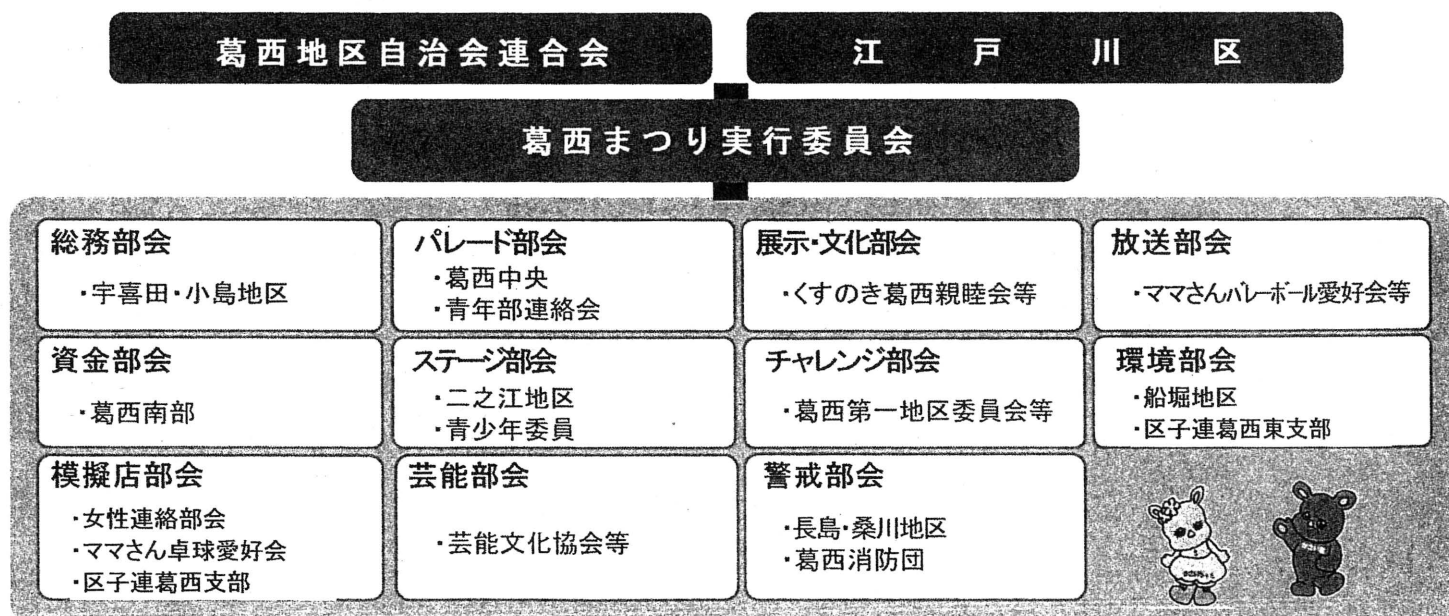 葛西地区自治会連合会
江戸川区
葛西まつり実行委員会
総務部会
・宇喜田・小島地区
パレード部会
・葛西中央
・青年部連絡会
展示・文化部会
・くすのき葛西親睦会等
放送部会
・ママさんバレーボール愛好会等
資金部会
・葛西南部
ステージ部会
・二之江地区
・青少年委員
チャレンジ部会
・葛西第一地区委員会等
環境部会
・船堀地区
・区子連葛西東支部
模擬店部会
・女性連絡部会
・ママさん卓球愛好会
・区子連葛西支部
芸能部会
・芸能文化協会等
警戒部会
・長島・桑川地区
・葛西消防団